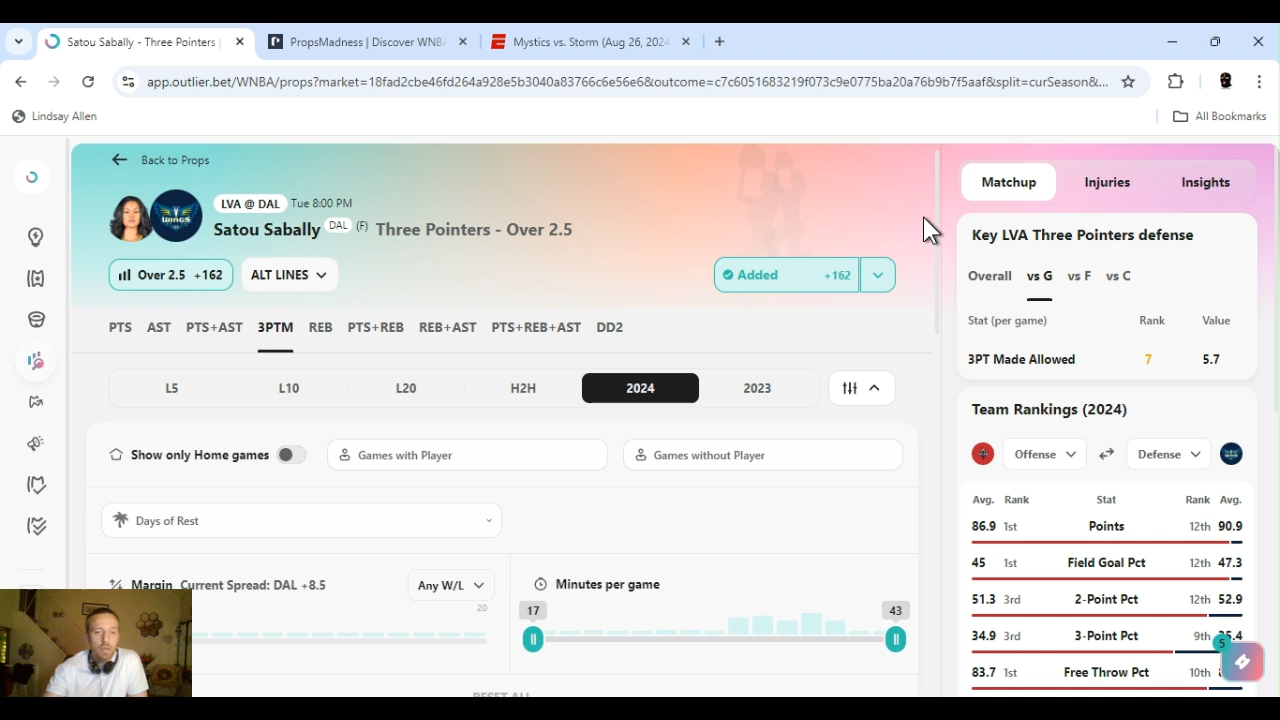 Satou Sabally - Three Pointers |
PropsMadness | Discover WNB
Mystics vs. Storm (Aug 26, 2024
app.outlier.bet/WNBA/props?market=18fad2cbe46fd264a928e5b3040a83766c6e56e6&outcome=c7c6051683219f073c9e0775ba20a76b9b7f5aaf&split=curSeason&...
Lindsay Allen
All Bookmarks
Back to Props
LVA @ DAL Tue 8:00 PM
Satou Sabally DAL (F) Three Pointers - Over 2.5
Over 2.5 +162
ALT LINES
Added +162
PTS AST PTS+AST 3PTM REB PTS+REB REB+AST PTS+REB+AST DD2
L5 L10 L20 H2H 2024 2023
Show only Home games
Games with Player
Games without Player
Days of Rest
Margin Current Spread: DAL +8.5
Any W/L
20
Minutes per game
17
43
RESET ALL
Matchup Injuries Insights
Key LVA Three Pointers defense
Overall vs G vs F vs C
Stat (per game) Rank Value
3PT Made Allowed 7 5.7
Team Rankings (2024)
Offense Defense
Avg. Rank Stat Rank Avg.
86.9 1st Points 12th 90.9
45 1st Field Goal Pct 12th 47.3
51.3 3rd 2-Point Pct 12th 52.9
34.9 3rd 3-Point Pct 9th
5
83.7 1st Free Throw Pct 10th